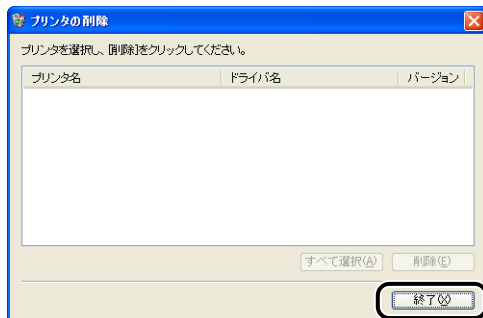 プリンタの削除
プリンタを選択し、[削除]をクリックしてください。
プリンタ名 ドライバ名 バージョン
すべて選択(A) 削除(E)
終了(X)